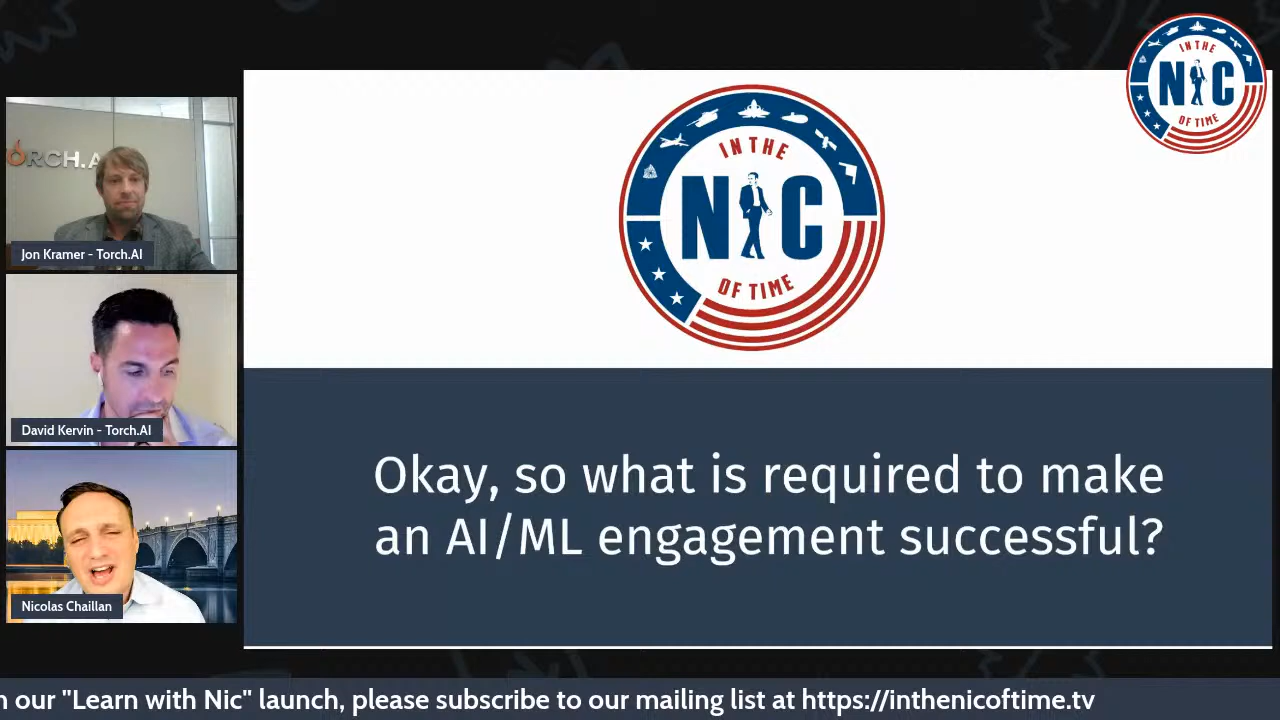 IN THE
NIC
OF TIME
ORCH.A
Jon Kramer - Torch.AI
David Kervin - Torch.AI
Nicolas Chaillan
IN THE
NIC
OF TIME
Okay, so what is required to make
an AI/ML engagement successful?
our "Learn with Nic" launch, please subscribe to our mailing list at https://inthenicoftime.tv